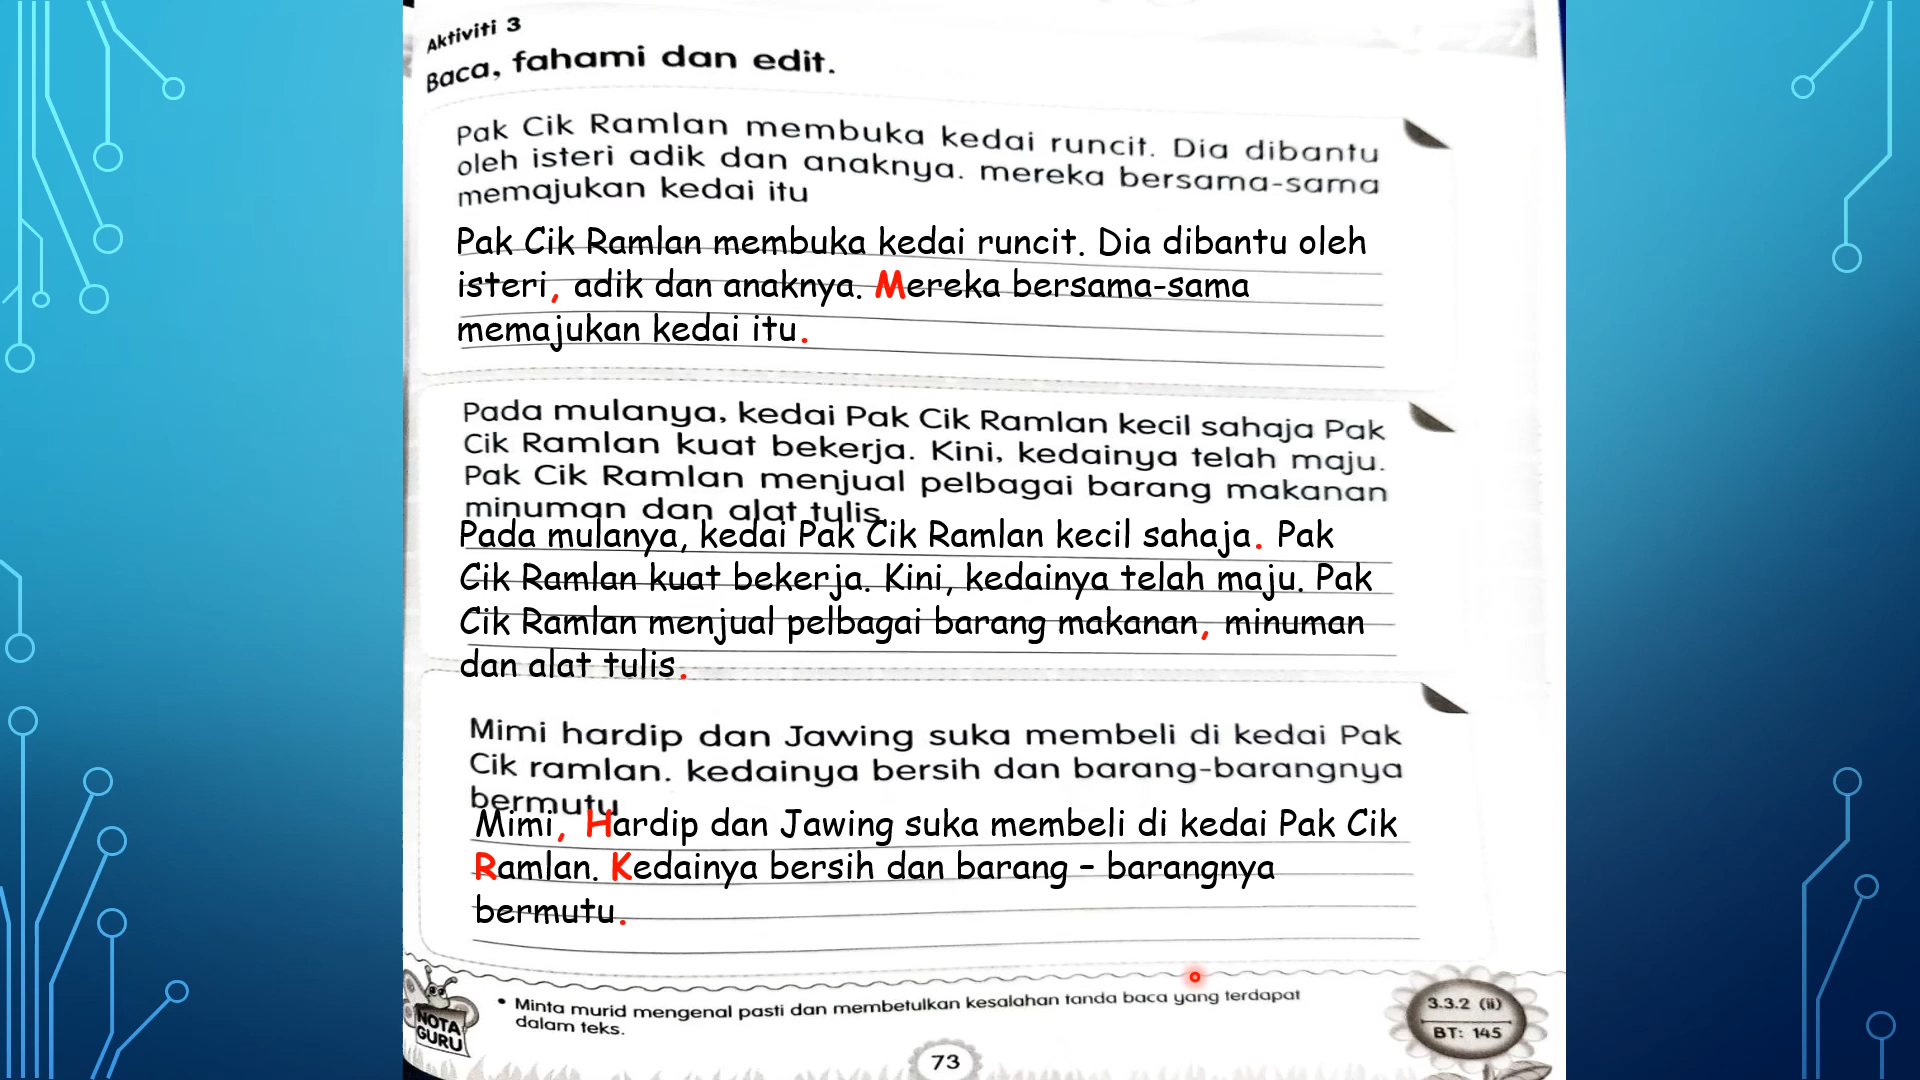 Aktiviti 3
Baca, fahami dan edit.
Pak Cik Ramlan membuka kedai runcit. Dia dibantu
oleh isteri adik dan anaknya. mereka bersama-sama
memajukan kedai itu
Pak Cik Ramlan membuka kedai runcit. Dia dibantu oleh
isteri, adik dan anaknya. Mereka bersama-sama
memajukan kedai itu.
Pada mulanya, kedai Pak Cik Ramlan kecil sahaja Pak
Cik Ramlan kuat bekerja. Kini, kedainya telah maju.
Pak Cik Ramlan menjual pelbagai barang makanan
minuman dan alat tulis
Pada mulanya, kedai Pak Cik Ramlan kecil sahaja. Pak
Cik Ramlan kuat bekerja. Kini, kedainya telah maju. Pak
Cik Ramlan menjual pelbagai barang makanan, minuman
dan alat tulis.
Mimi hardip dan Jawing suka membeli di kedai Pak
Cik ramlan. kedainya bersih dan barang-barangnya
bermutu
Mimi, Hardip dan Jawing suka membeli di kedai Pak Cik
Ramlan. Kedainya bersih dan barang – barangnya
bermutu.
NOTA
GURU
• Minta murid mengenal pasti dan membetulkan kesalahan tanda baca yang terdapat
dalam teks.
3.3.2 (ii)
BT: 145
73